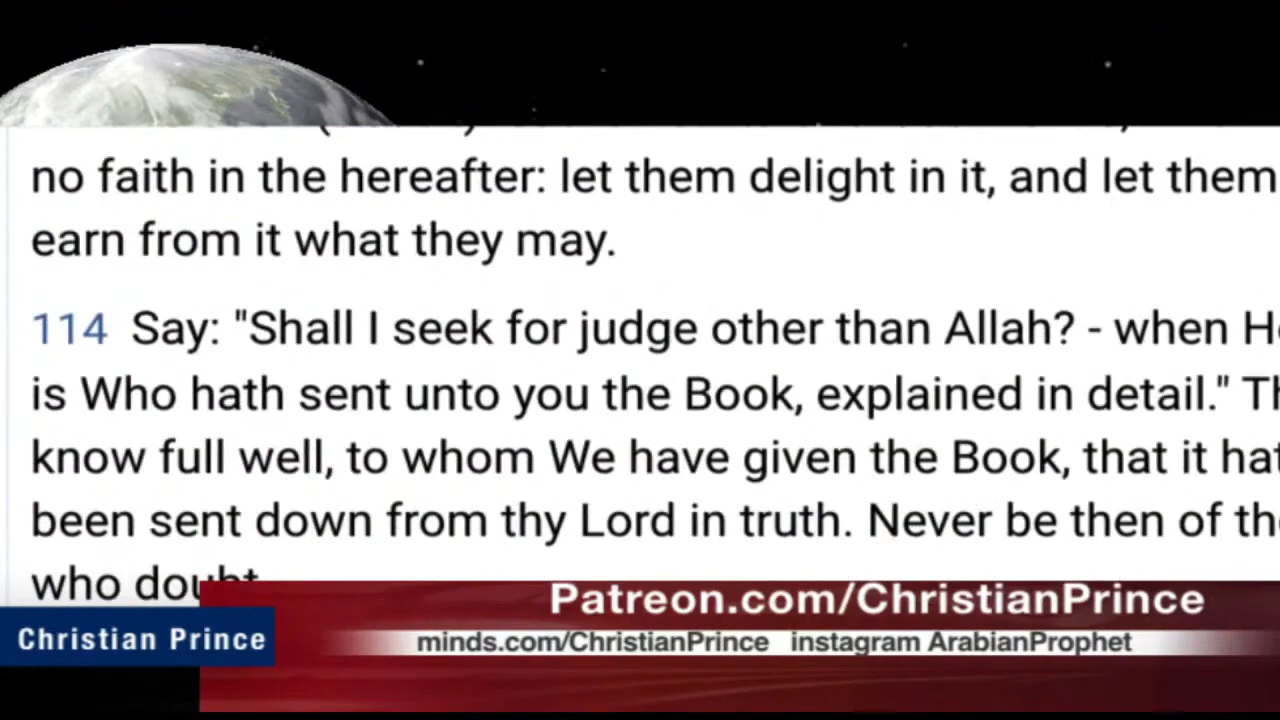 no faith in the hereafter: let them delight in it, and let them
earn from it what they may.
114 Say: "Shall I seek for judge other than Allah? - when
is Who hath sent unto you the Book, explained in detail."
know full well, to whom We have given the Book, that it
been sent down from thy Lord in truth. Never be then of
who doubt
Patreon.com/ChristianPrince
Christian Prince
minds.com/ChristianPrince instagram ArabianProphet